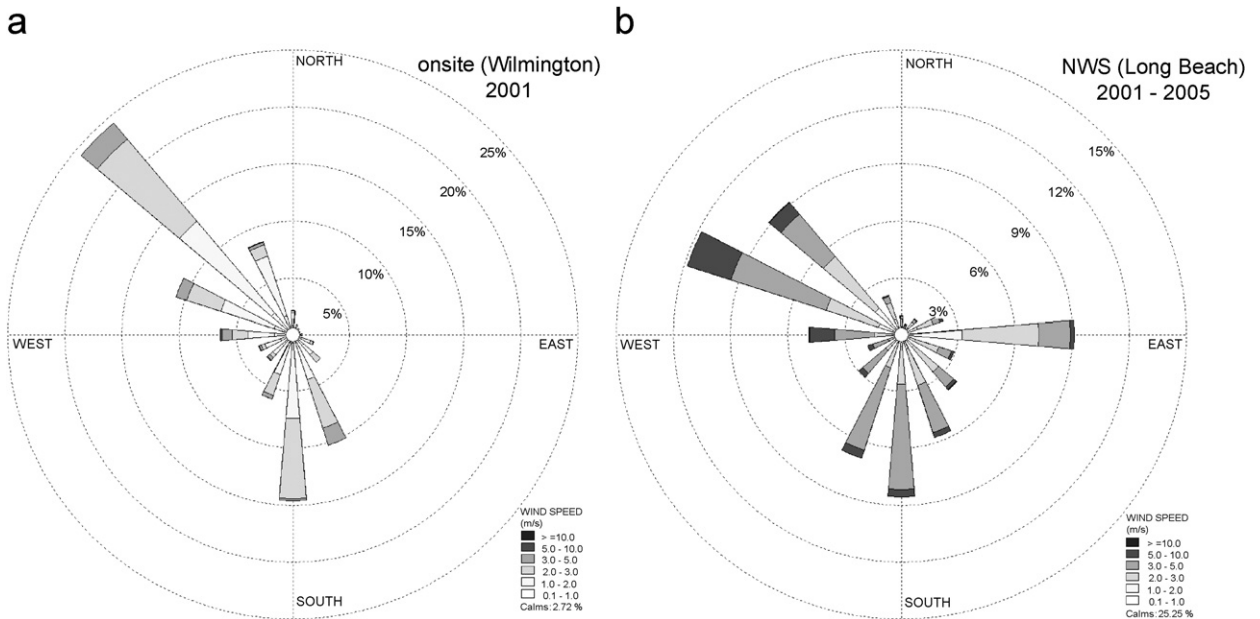 a
onsite (Wilmington)
2001
NORTH
25%
20%
15%
10%
5%
WEST
EAST
SOUTH
WIND SPEED
(m/s)
> =10.0
5.0 - 10.0
3.0 - 5.0
2.0 - 3.0
1.0 - 2.0
0.1 - 1.0
Calms: 2.72 %
b
NWS (Long Beach)
2001 - 2005
NORTH
15%
12%
9%
6%
3%
WEST
EAST
SOUTH
WIND SPEED
(m/s)
> =10.0
5.0 - 10.0
3.0 - 5.0
2.0 - 3.0
1.0 - 2.0
0.1 - 1.0
Calms: 25.25 %